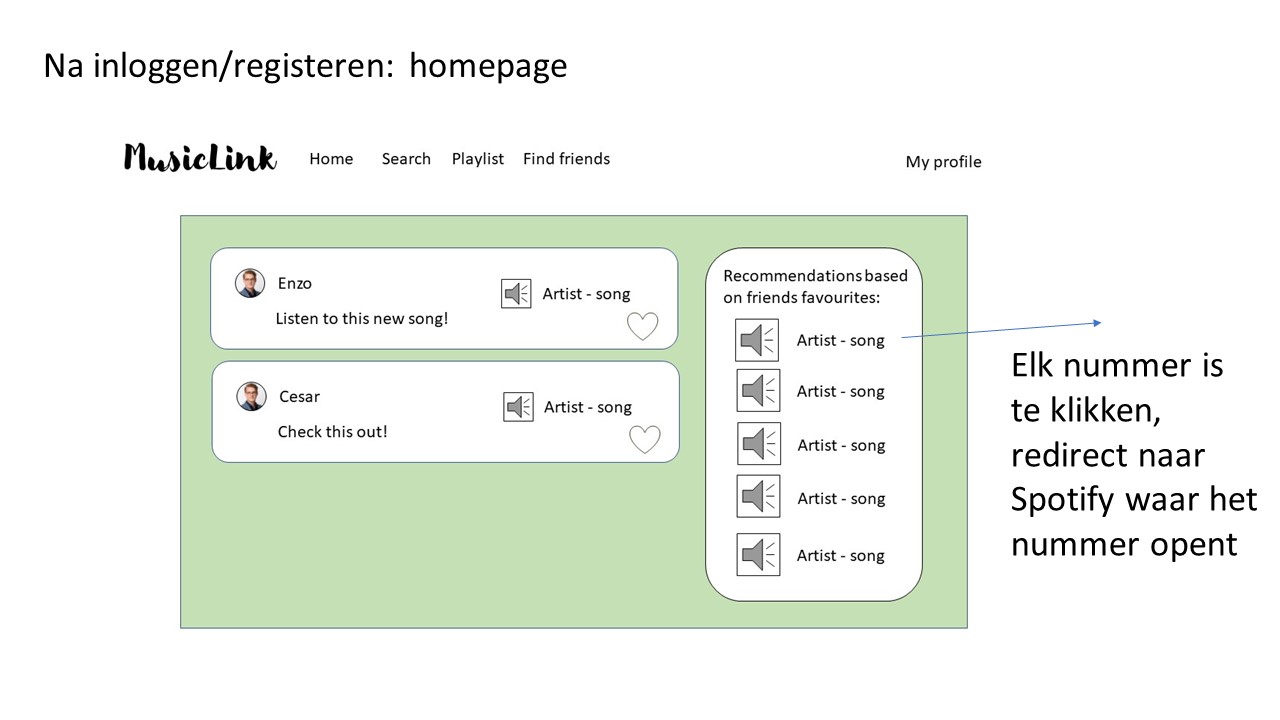 Na inloggen/registeren: homepage
MusicLink
Home
Search
Playlist
Find friends
My profile
Enzo
Listen to this new song!
Artist - song
Cesar
Check this out!
Artist - song
Recommendations based
on friends favourites:
Artist - song
Artist - song
Artist - song
Artist - song
Artist - song
Elk nummer is
te klikken,
redirect naar
Spotify waar het
nummer opent